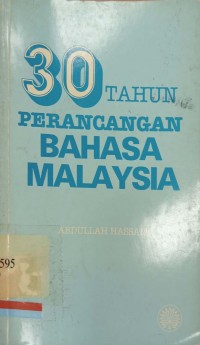 30 TAHUN
PERANCANGAN
BAHASA
MALAYSIA
ABDULLAH HASSAN
595